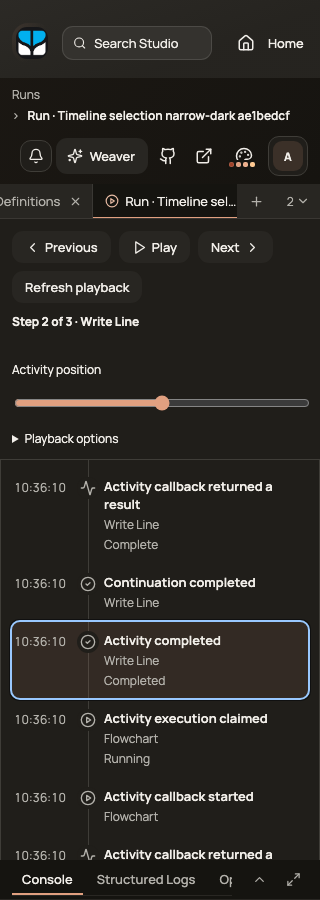 Search Studio
Home
Runs
Run · Timeline selection narrow-dark ae1bedcf
Weaver
A
Definitions
Run · Timeline sel...
2
Previous
Play
Next
Refresh playback
Step 2 of 3 · Write Line
Activity position
Playback options
10:36:10 Activity callback returned a
result
Write Line
Complete
10:36:10 Continuation completed
Write Line
10:36:10 Activity completed
Write Line
Completed
10:36:10 Activity execution claimed
Flowchart
Running
10:36:10 Activity callback started
Flowchart
10:36:10 Activity callback returned a
Console
Structured Logs